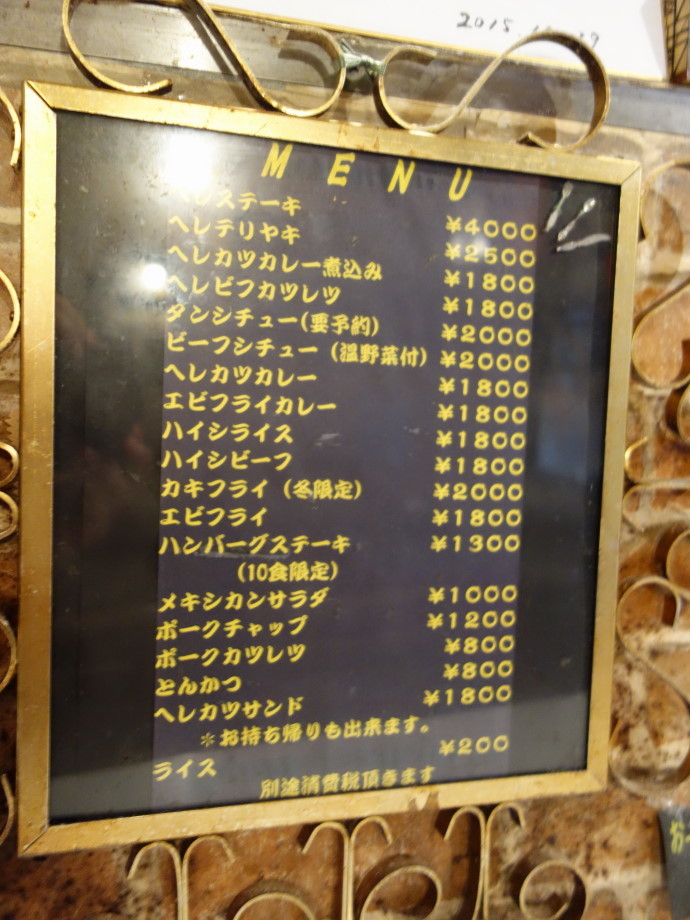 2015
MENU
ステーキ ¥4000
ヘレテリヤキ ¥2500
ヘレカツカレー煮込み ¥1800
ヘレビフカツレツ ¥1800
タンシチュー(要予約) ¥2000
ビーフシチュー（温野菜付） ¥2000
ヘレカツカレー ¥1800
エビフライカレー ¥1800
ハイシライス ¥1800
ハイシビーフ ¥1800
カキフライ（冬限定） ¥2000
エビフライ ¥1800
ハンバーグステーキ ¥1300
（10食限定）
メキシカンサラダ ¥1000
ポークチャップ ¥1200
ポークカツレツ ¥800
とんかつ ¥800
ヘレカツサンド ¥1800
＊お持ち帰りも出来ます。
ライス ¥200
別途消費税頂きます